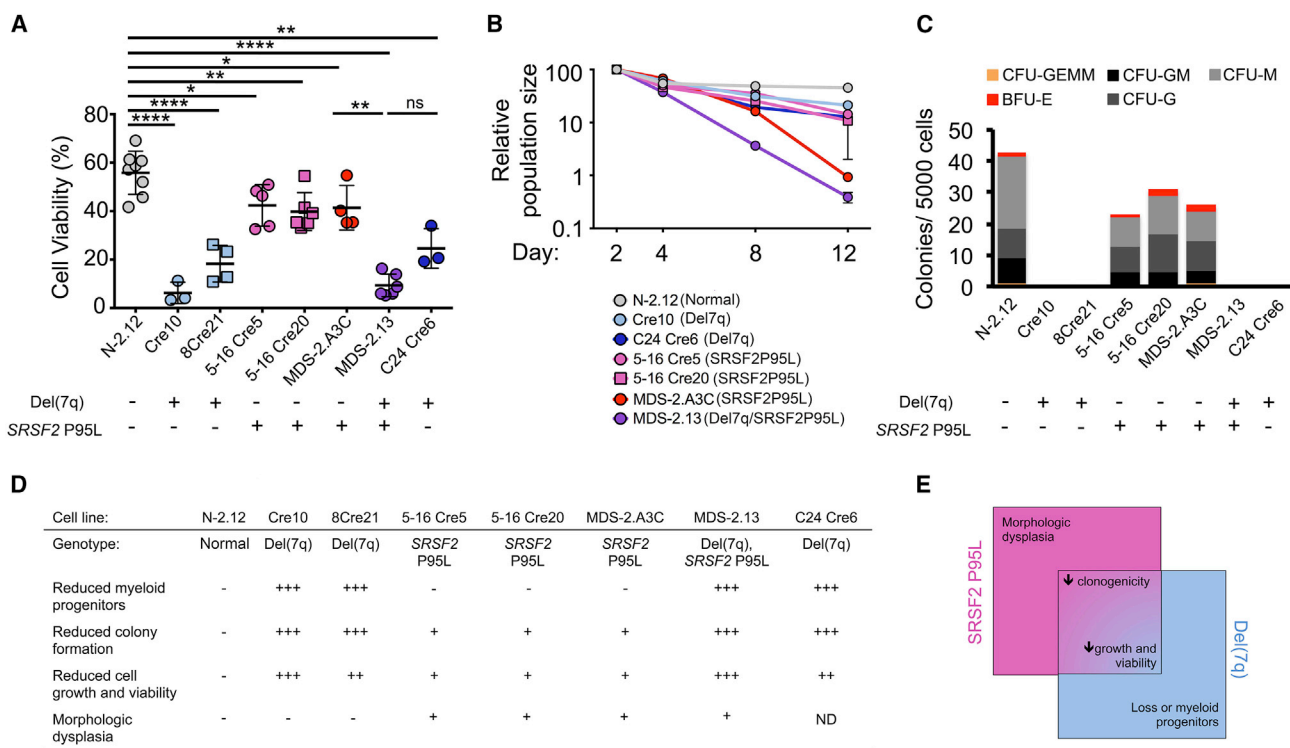 A
**
****
*
**
*
****
****
**
ns
Cell Viability (%)
80
60
40
20
0
N-2.12
Cre10
8Cre21
5-16 Cre5
5-16 Cre20
MDS-2.A3C
MDS-2.13
C24 Cre6
Del(7q) - + + - - - + +
SRSF2 P95L - - - + + + + -
B
Relative
population size
100
10
1
0.1
Day: 2 4 8 12
N-2.12 (Normal)
Cre10 (Del7q)
C24 Cre6 (Del7q)
5-16 Cre5 (SRSF2P95L)
5-16 Cre20 (SRSF2P95L)
MDS-2.A3C (SRSF2P95L)
MDS-2.13 (Del7q/SRSF2P95L)
C
CFU-GEMM CFU-GM CFU-M
BFU-E CFU-G
Colonies/ 5000 cells
50
40
30
20
10
0
N-2.12
Cre10
8Cre21
5-16 Cre5
5-16 Cre20
MDS-2.A3C
MDS-2.13
C24 Cre6
Del(7q) - + + - - - + +
SRSF2 P95L - - - + + + + -
D
Cell line: N-2.12 Cre10 8Cre21 5-16 Cre5 5-16 Cre20 MDS-2.A3C MDS-2.13 C24 Cre6
Genotype: Normal Del(7q) Del(7q) SRSF2 SRSF2 SRSF2 Del(7q), Del(7q)
P95L P95L P95L SRSF2 P95L
Reduced myeloid - +++ +++ - - - +++ +++
progenitors
Reduced colony - +++ +++ + + + +++ +++
formation
Reduced cell - +++ ++ + + + +++ ++
growth and viability
Morphologic - - - + + + + ND
dysplasia
E
SRSF2 P95L
Morphologic
dysplasia
↓ clonogenicity
↓growth and
viability
Del(7q)
Loss or myeloid
progenitors